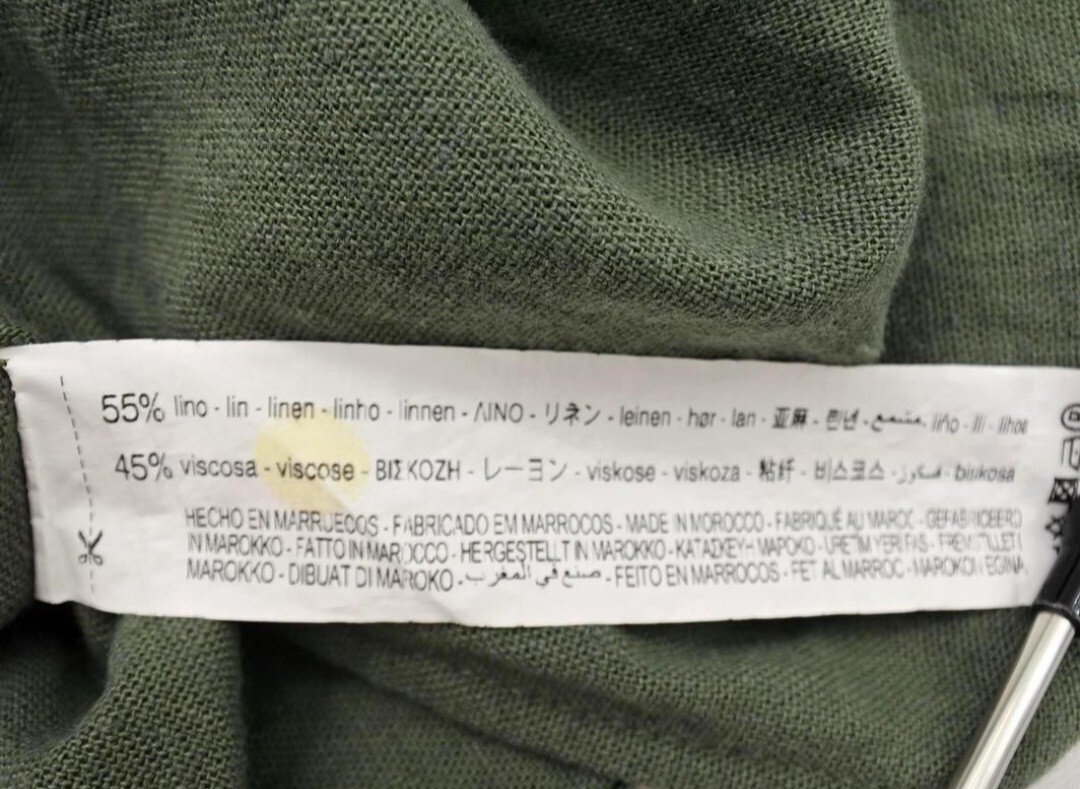 55% lino - lin - linen - linho - linnen - ΛΙΝΟ - リネン - leinen - hør - lan - 亚麻 - 린넨 - liño - lli - lihoa
45% viscosa - viscose - ΒΙΣΚΟΖΗ - レーヨン - viskose - viskoza - 粘纤 - 비스코스 - فسكوز - biskosa
HECHO EN MARRUECOS - FABRICADO EM MARROCOS - MADE IN MOROCCO - FABRIQUÉ AU MAROC - GEFABRICEERD
IN MAROKKO - FATTO IN MAROCCO - HERGESTELLT IN MAROKKO - ΚΑΤΑΣΚΕΥΗ ΜΑΡΟΚΟ - ÜRETIM YERI FAS - FREMSTILLET I
MAROKKO - DIBUAT DI MAROKO - صنع في المغرب - FEITO EN MARROCOS - FET AL MARROC - MAROKON EGINA